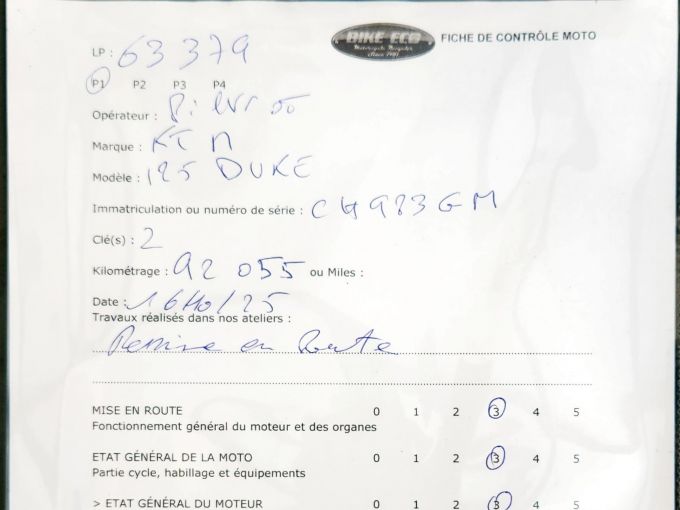 BIKE ECO
Motorcycle Recycler
Since 1981
FICHE DE CONTRÔLE MOTO
LP : 63379
P1 P2 P3 P4
Opérateur :
Marque : KTM
Modèle : 125 DUKE
Immatriculation ou numéro de série : CH983GM
Clé(s) : 2
Kilométrage : 92 055 ou Miles :
Date : 16/10/25
Travaux réalisés dans nos ateliers :
Remise en Route
MISE EN ROUTE 0 1 2 3 4 5
Fonctionnement général du moteur et des organes
ETAT GÉNÉRAL DE LA MOTO 0 1 2 3 4 5
Partie cycle, habillage et équipements
> ETAT GÉNÉRAL DU MOTEUR 0 1 2 3 4 5